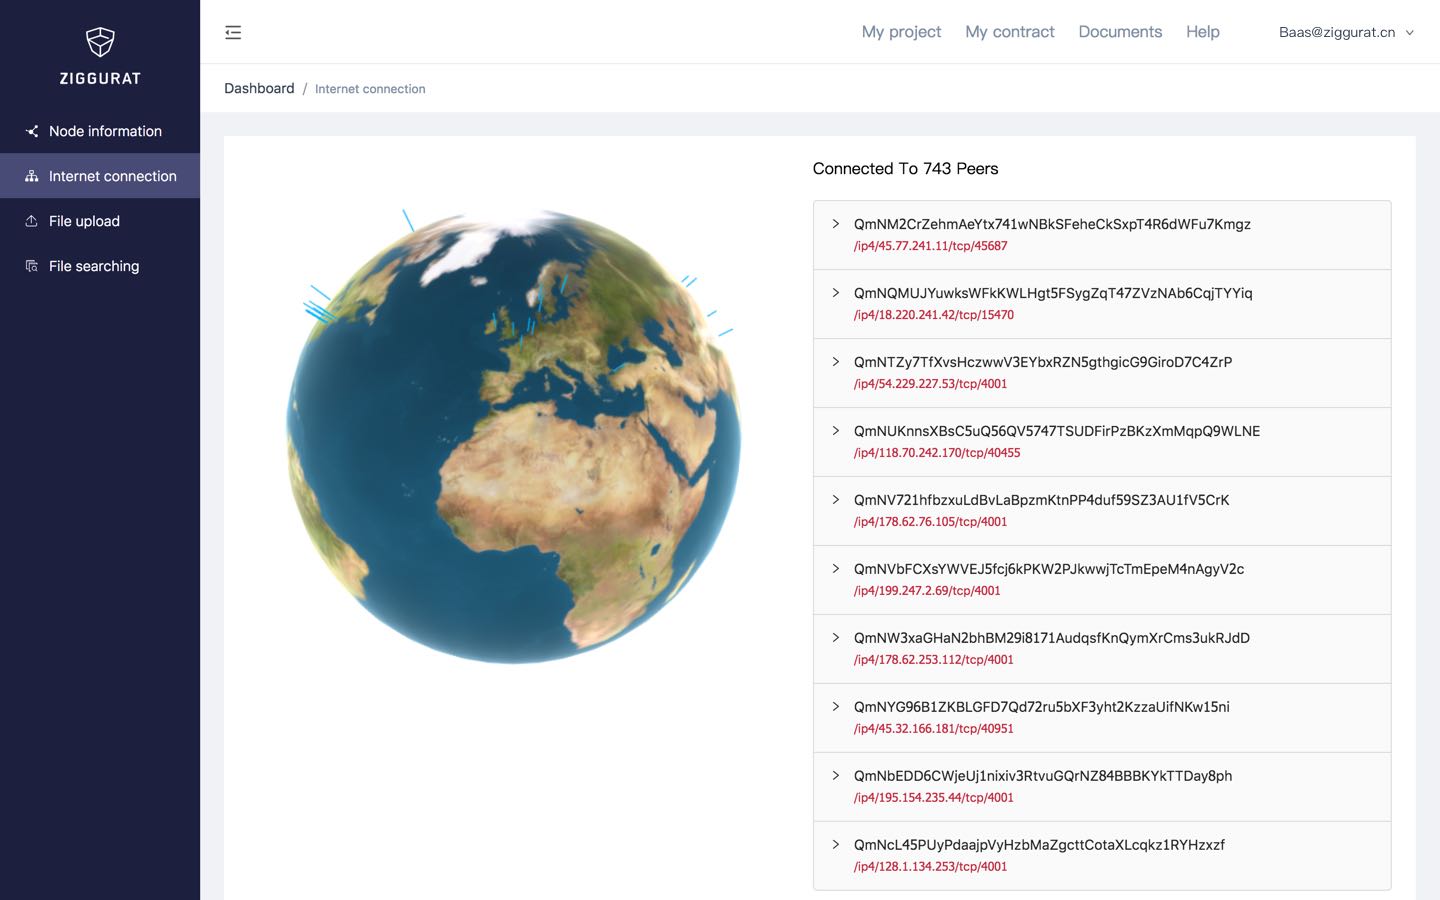 ZIGGURAT
Node information
Internet connection
File upload
File searching
My project
My contract
Documents
Help
Baas@ziggurat.cn
Dashboard / Internet connection
Connected To 743 Peers
QmNM2CrZehmAeYtx741wNBkSFeheCkSxpT4R6dWFu7Kmgz
/ip4/45.77.241.11/tcp/45687
QmNQMUJYuwksWFkKWLHgt5FSygZqT47ZVzNAb6CqjTYYiq
/ip4/18.220.241.42/tcp/15470
QmNTZy7TfXvsHczwwV3EYbxRZN5gthgicG9GiroD7C4ZrP
/ip4/54.229.227.53/tcp/4001
QmNUKnnsXBsC5uQ56QV5747TSUDFirPzBKzXmMqpQ9WLNE
/ip4/118.70.242.170/tcp/40455
QmNV721hfbzxuLdBvLaBpzmKtnPP4duf59SZ3AU1fV5CrK
/ip4/178.62.76.105/tcp/4001
QmNVbFCXsYWVEJ5fcj6kPKW2PJkwwjTcTmEpeM4nAgyV2c
/ip4/199.247.2.69/tcp/4001
QmNW3xaGHaN2bhBM29i8171AudqsfKnQymXrCms3ukRJdD
/ip4/178.62.253.112/tcp/4001
QmNYG96B1ZKBLGFD7Qd72ru5bXF3yht2KzzaUifNKw15ni
/ip4/45.32.166.181/tcp/40951
QmNbEDD6CWjeUj1nixiv3RtvuGQrNZ84BBBKYkTTDay8ph
/ip4/195.154.235.44/tcp/4001
QmNcL45PUyPdaajpVyHzbMaZgcttCotaXLcqkz1RYHzxzf
/ip4/128.1.134.253/tcp/4001